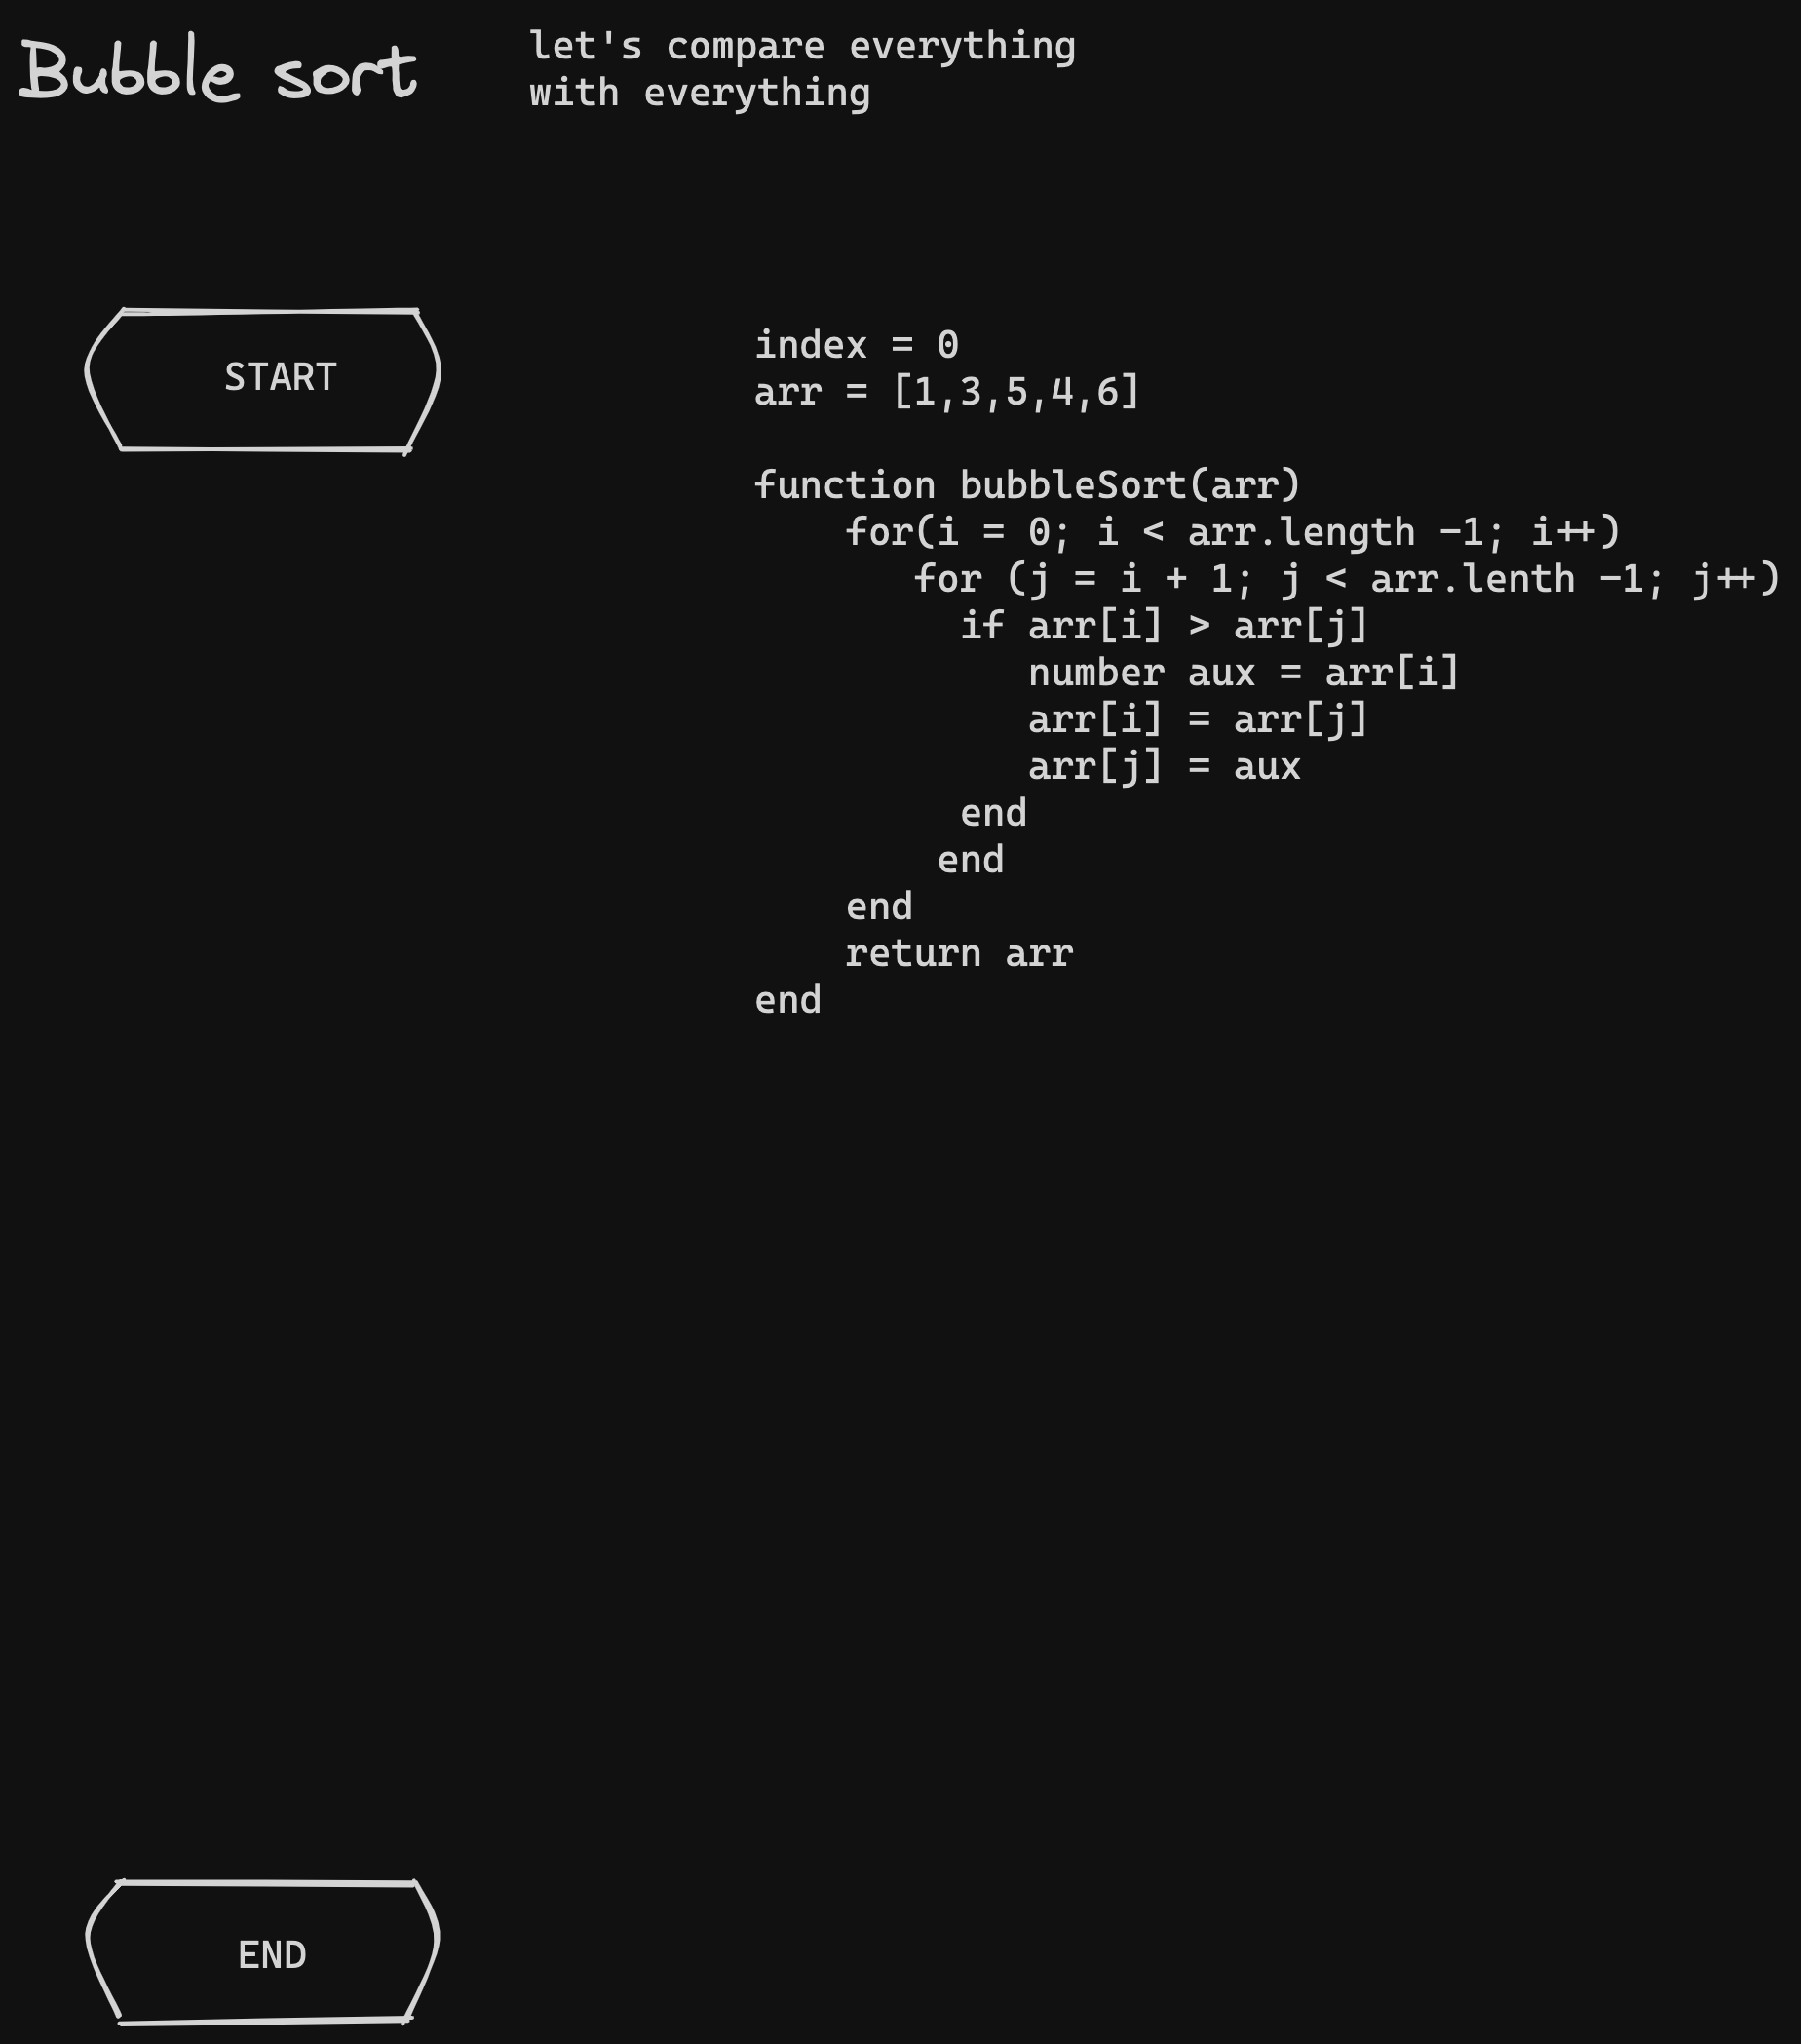 Bubble sort
let's compare everything
with everything
START
index = 0
arr = [1,3,5,4,6]
function bubbleSort(arr)
for(i = 0; i < arr.length -1; i++)
for (j = i + 1; j < arr.lenth -1; j++)
if arr[i] > arr[j]
number aux = arr[i]
arr[i] = arr[j]
arr[j] = aux
end
end
end
return arr
end
END